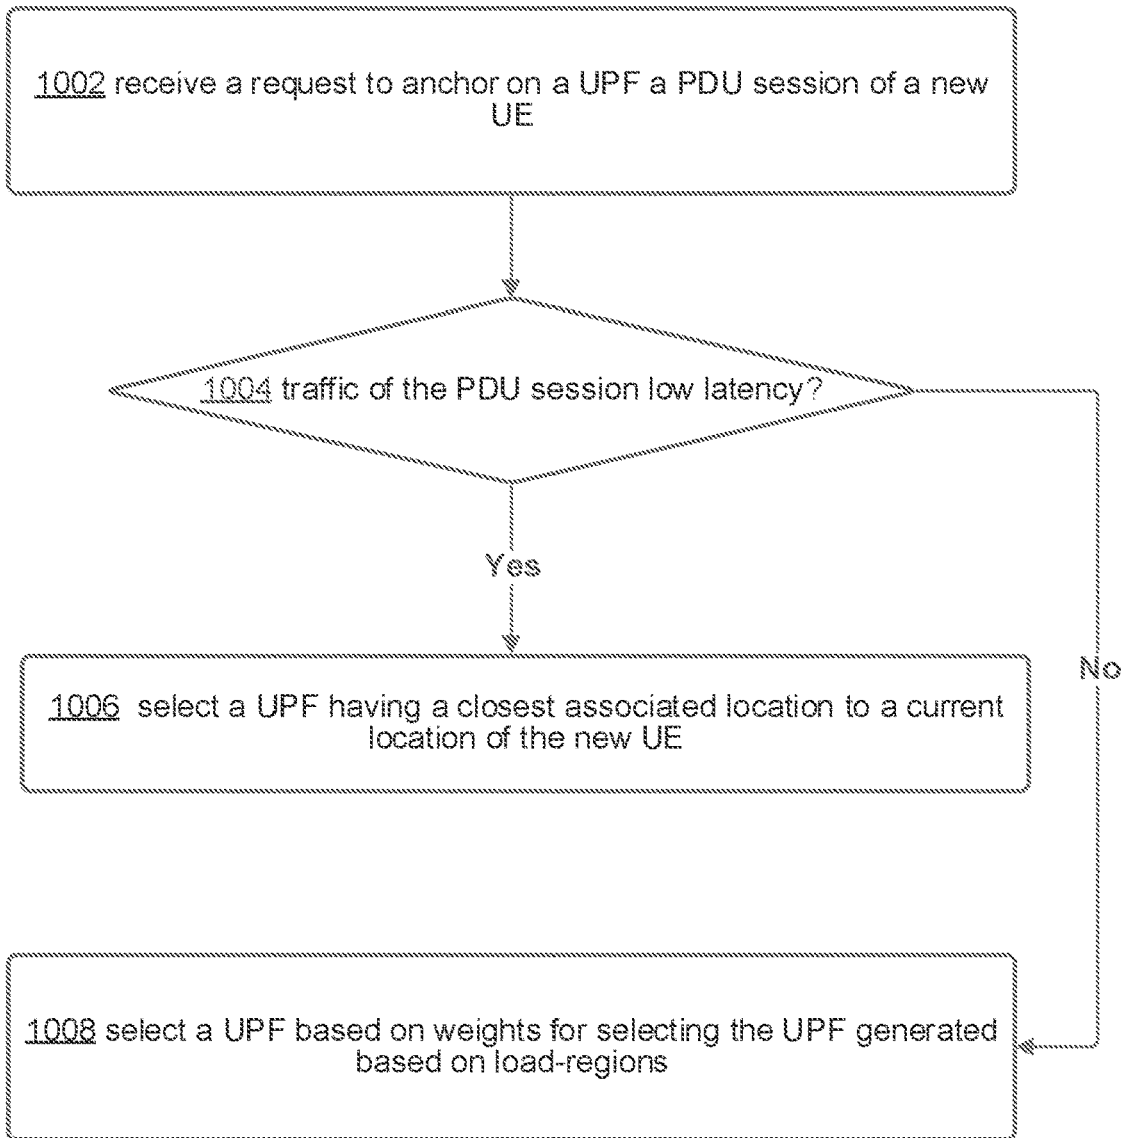 1002 receive a request to anchor on a UPF a PDU session of a new
UE
1004 traffic of the PDU session low latency?
Yes
No
1006 select a UPF having a closest associated location to a current
location of the new UE
1008 select a UPF based on weights for selecting the UPF generated
based on load-regions